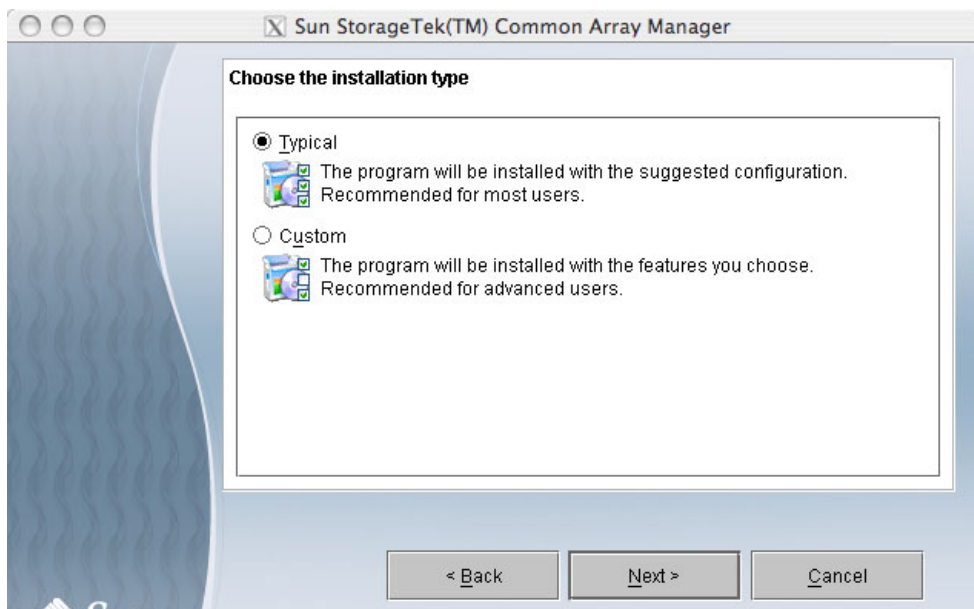 Sun StorageTek(TM) Common Array Manager
Choose the installation type
Typical
The program will be installed with the suggested configuration.
Recommended for most users.
Custom
The program will be installed with the features you choose.
Recommended for advanced users.
< Back
Next >
Cancel